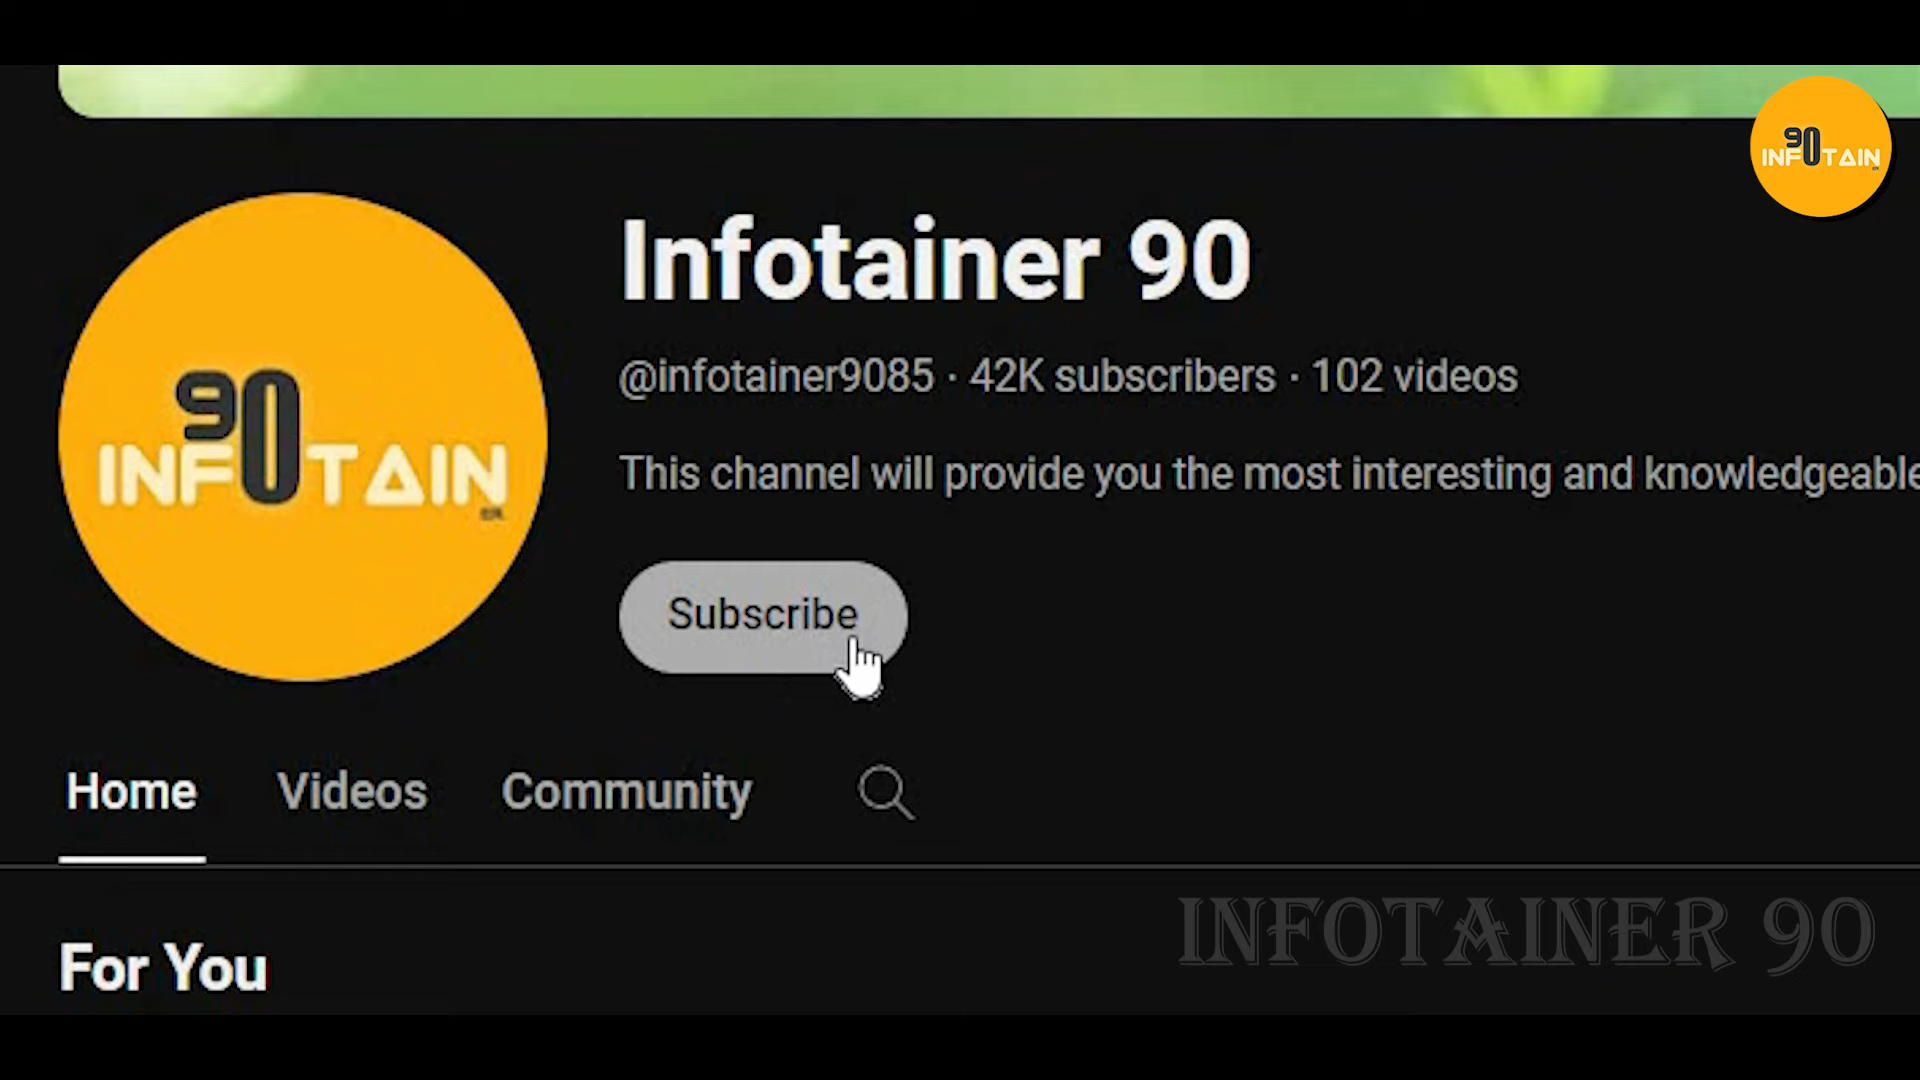 90
INFOTAIN
Infotainer 90
@infotainer9085 · 42K subscribers · 102 videos
90
INFOTAIN
This channel will provide you the most interesting and knowledgeable
Subscribe
Home Videos Community
INFOTAINER 90
For You